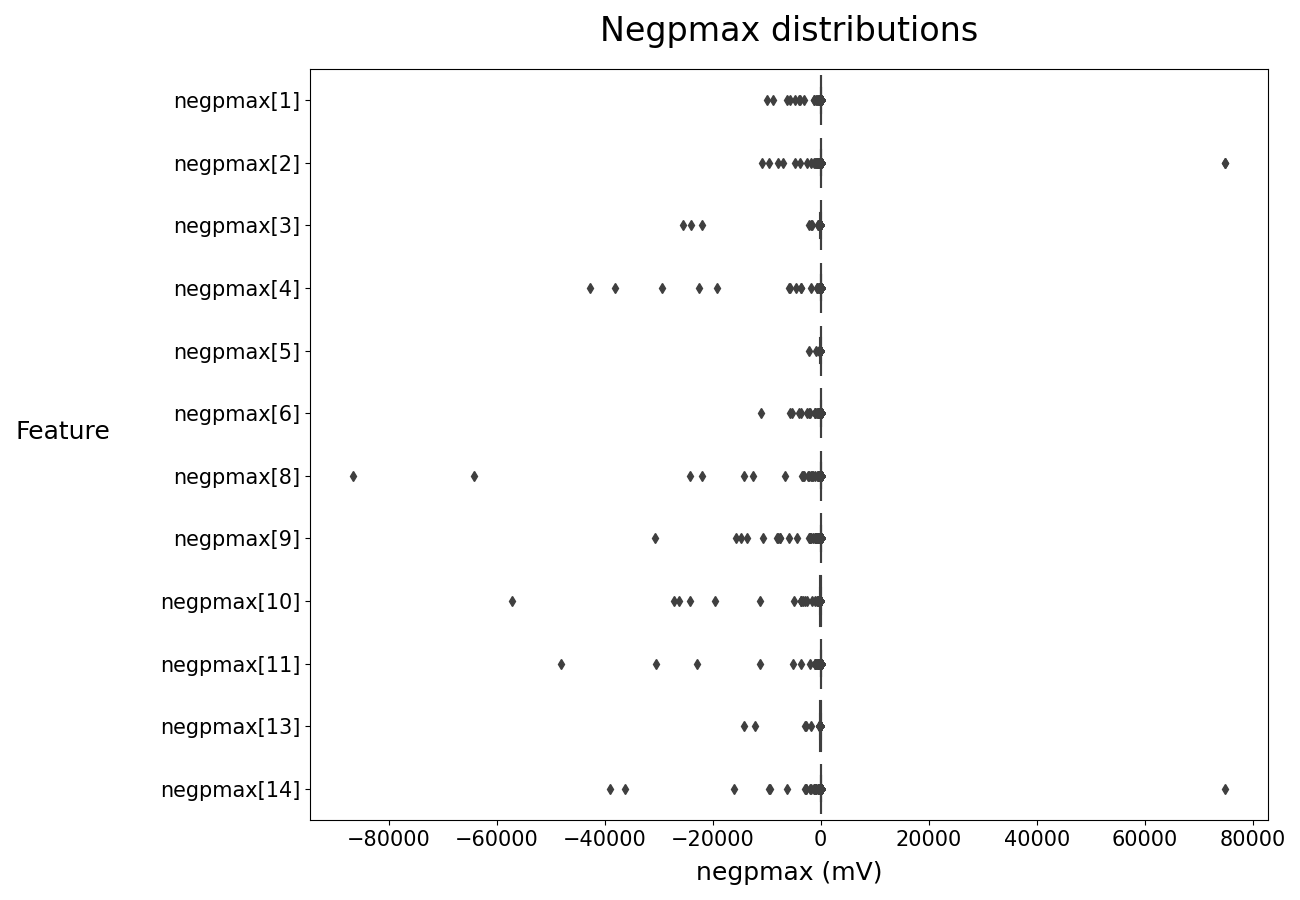 Negpmax distributions
negpmax[1]
negpmax[2]
negpmax[3]
negpmax[4]
negpmax[5]
negpmax[6]
Feature
negpmax[8]
negpmax[9]
negpmax[10]
negpmax[11]
negpmax[13]
negpmax[14]
−80000 −60000 −40000 −20000 0 20000 40000 60000 80000
negpmax (mV)